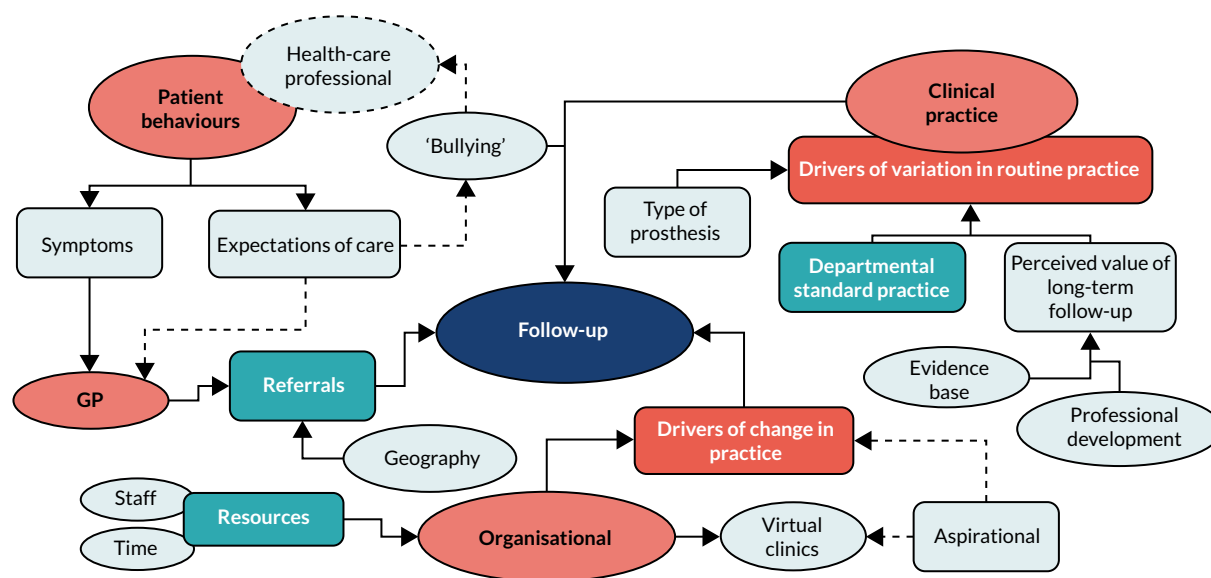 Health-care
professional
Patient
behaviours
Clinical
practice
'Bullying'
Drivers of variation in routine practice
Type of
prosthesis
Symptoms
Expectations of care
Departmental
standard practice
Perceived value of
long-term
follow-up
Follow-up
Evidence
base
Referrals
GP
Professional
development
Drivers of change in
practice
Geography
Staff
Resources
Time
Organisational
Virtual
clinics
Aspirational